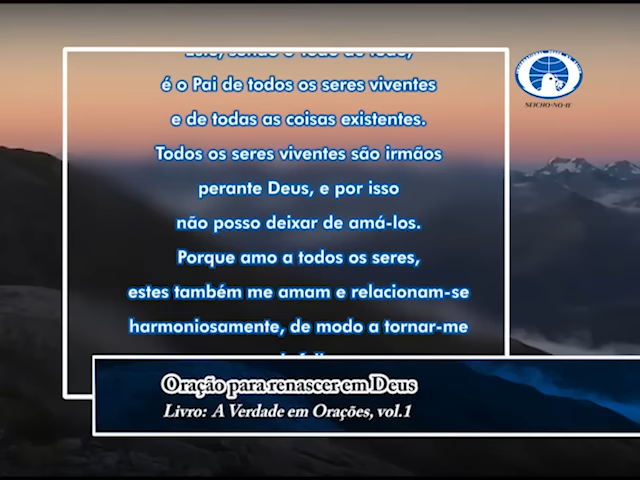 é o Pai de todos os seres viventes
e de todas as coisas existentes.
Todos os seres viventes são irmãos
perante Deus, e por isso
não posso deixar de amá-los.
Porque amo a todos os seres,
estes também me amam e relacionam-se
harmoniosamente, de modo a tornar-me
Oração para renascer em Deus
Livro: A Verdade em Orações, vol.1
SEICHO-NO-IE